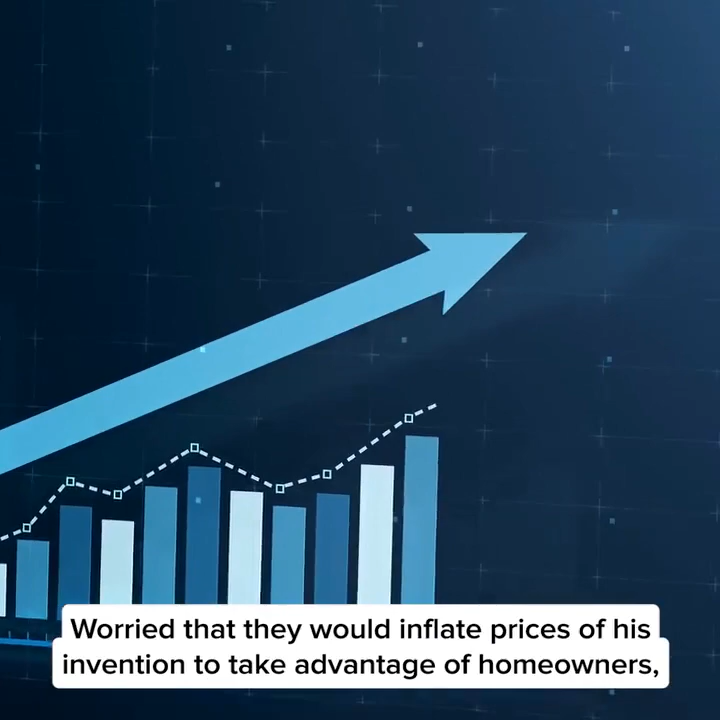 Worried that they would inflate prices of his
invention to take advantage of homeowners,